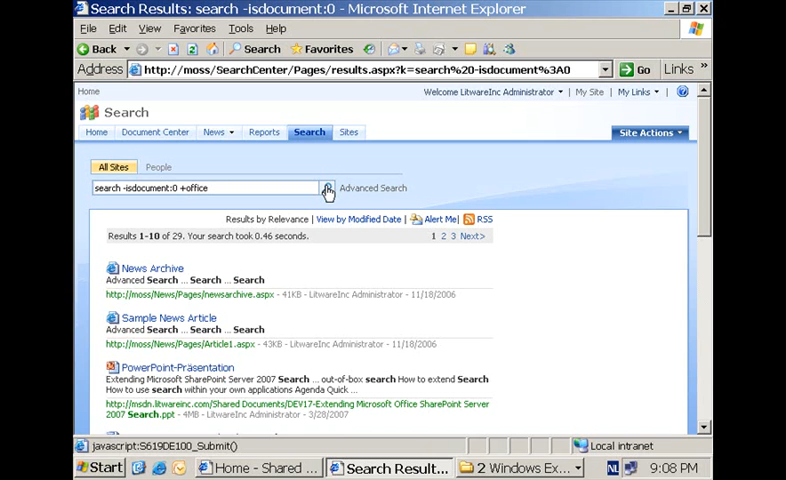 Search Results: search -isdocument:0 - Microsoft Internet Explorer
File Edit View Favorites Tools Help
Back Search Favorites
Address http://moss/SearchCenter/Pages/results.aspx?k=search%20-isdocument%3A0 Go Links »
Home Welcome LitwareInc Administrator My Site My Links
Search
Home Document Center News Reports Search Sites Site Actions
All Sites People
search -isdocument:0 +office Advanced Search
Results by Relevance | View by Modified Date | Alert Me | RSS
Results 1-10 of 29. Your search took 0.46 seconds. 1 2 3 Next>
News Archive
Advanced Search ... Search ... Search
http://moss/News/Pages/newsarchive.aspx - 41KB - LitwareInc Administrator - 11/18/2006
Sample News Article
Advanced Search ... Search ... Search
http://moss/News/Pages/Article1.aspx - 43KB - LitwareInc Administrator - 11/18/2006
PowerPoint-Präsentation
Extending Microsoft SharePoint Server 2007 Search ... out-of-box search How to extend Search
How to use search within your own applications Agenda Quick ...
http://msdn.litwareinc.com/Shared Documents/DEV17-Extending Microsoft Office SharePoint Server
2007 Search.ppt - 4MB - LitwareInc Administrator - 3/28/2007
javascript:S619DE100_Submit() Local intranet
Start Home - Shared ... Search Result... 2 Windows Ex... NL 9:08 PM